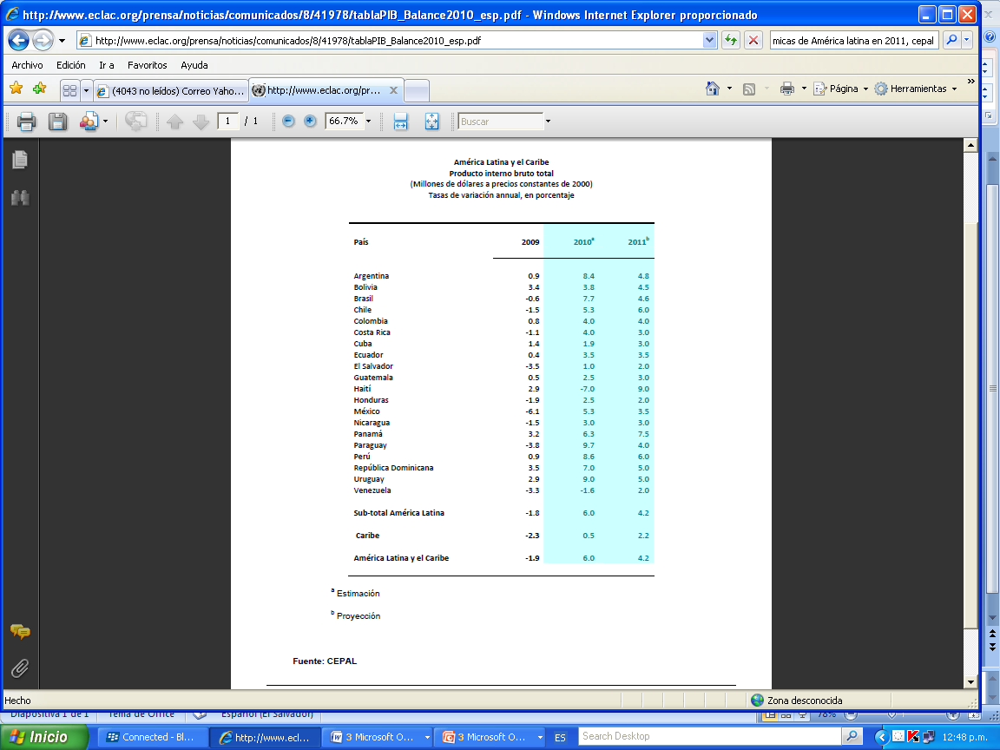 http://www.eclac.org/prensa/noticias/comunicados/8/41978/tablaPIB_Balance2010_esp.pdf - Windows Internet Explorer proporcionado
http://www.eclac.org/prensa/noticias/comunicados/8/41978/tablaPIB_Balance2010_esp.pdf micas de América latina en 2011, cepal
Archivo Edición Ir a Favoritos Ayuda
(4043 no leídos) Correo Yaho... http://www.eclac.org/pr... Página Herramientas
1 / 1 66.7% Buscar
América Latina y el Caribe
Producto interno bruto total
(Millones de dólares a precios constantes de 2000)
Tasas de variación annual, en porcentaje
País 2009 2010a 2011b
Argentina 0.9 8.4 4.8
Bolivia 3.4 3.8 4.5
Brasil -0.6 7.7 4.6
Chile -1.5 5.3 6.0
Colombia 0.8 4.0 4.0
Costa Rica -1.1 4.0 3.0
Cuba 1.4 1.9 3.0
Ecuador 0.4 3.5 3.5
El Salvador -3.5 1.0 2.0
Guatemala 0.5 2.5 3.0
Haití 2.9 -7.0 9.0
Honduras -1.9 2.5 2.0
México -6.1 5.3 3.5
Nicaragua -1.5 3.0 3.0
Panamá 3.2 6.3 7.5
Paraguay -3.8 9.7 4.0
Perú 0.9 8.6 6.0
República Dominicana 3.5 7.0 5.0
Uruguay 2.9 9.0 5.0
Venezuela -3.3 -1.6 2.0
Sub-total América Latina -1.8 6.0 4.2
Caribe -2.3 0.5 2.2
América Latina y el Caribe -1.9 6.0 4.2
a Estimación
b Proyección
Fuente: CEPAL
Hecho Zona desconocida
Diapositiva 1 de 1 Tema de Office Español (El Salvador) 78%
Inicio Connected - Bl... http://www.ecl... 3 Microsoft O... 3 Microsoft O... ES Search Desktop 12:48 p.m.